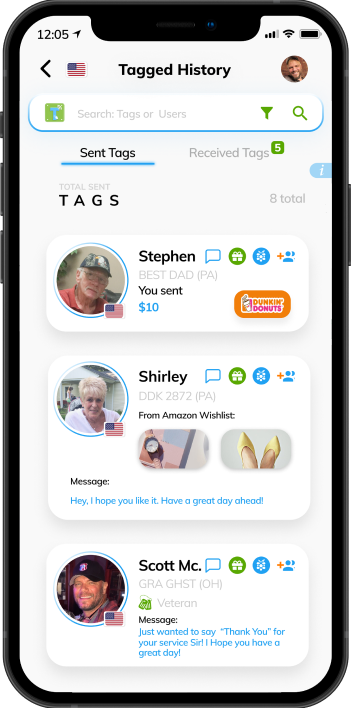 12:05
Tagged History
Search: Tags or Users
Sent Tags
Received Tags
5
i
TOTAL SENT
TAGS
8 total
Stephen
BEST DAD (PA)
You sent
$10
DUNKIN'
DONUTS
Shirley
DDK 2872 (PA)
From Amazon Wishlist:
Message:
Hey, I hope you like it. Have a great day ahead!
Scott Mc.
GRA GHST (OH)
Veteran
Message:
Just wanted to say “Thank You” for
your service Sir! I Hope you have a
great day!